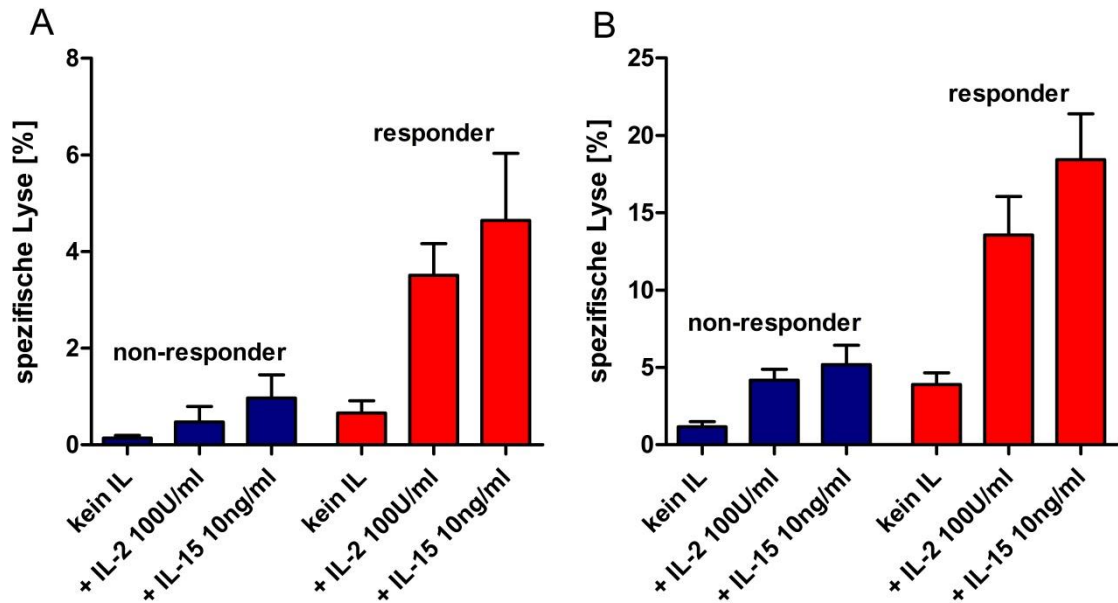 A
spezifische Lyse [%]
8
6
4
2
0
non-responder
responder
kein IL
+ IL-2 100U/ml
+ IL-15 10ng/ml
kein IL
+ IL-2 100U/ml
+ IL-15 10ng/ml
B
spezifische Lyse [%]
25
20
15
10
5
0
non-responder
responder
kein IL
+ IL-2 100U/ml
+ IL-15 10ng/ml
kein IL
+ IL-2 100U/ml
+ IL-15 10ng/ml